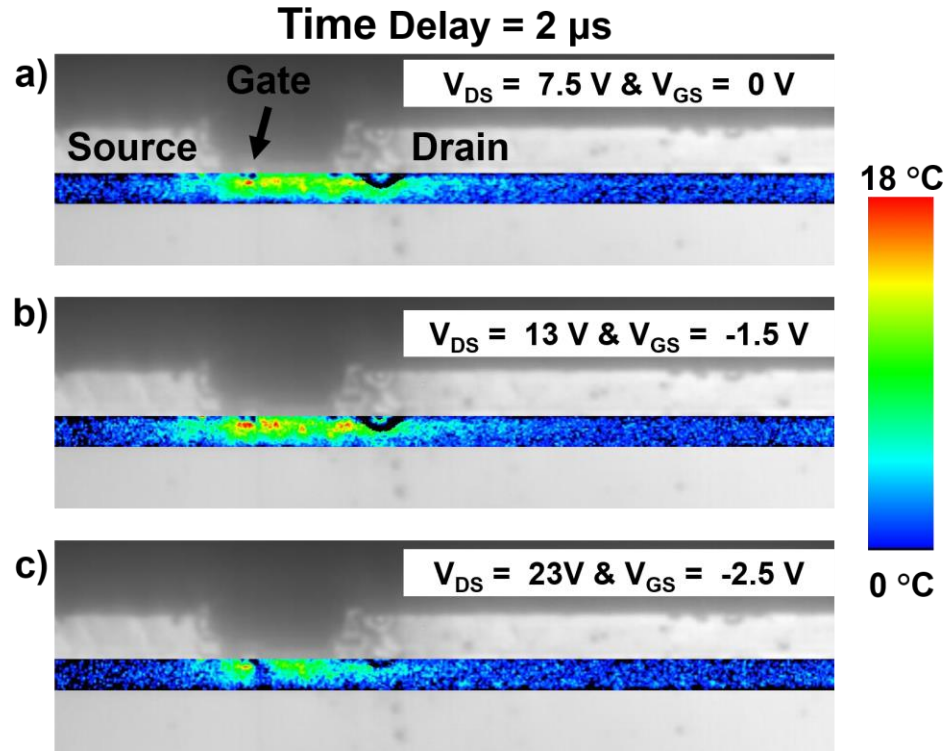 Time Delay = 2 µs
a)
V_DS = 7.5 V & V_GS = 0 V
Gate
Source
Drain
18 °C
b)
V_DS = 13 V & V_GS = -1.5 V
c)
V_DS = 23V & V_GS = -2.5 V
0 °C